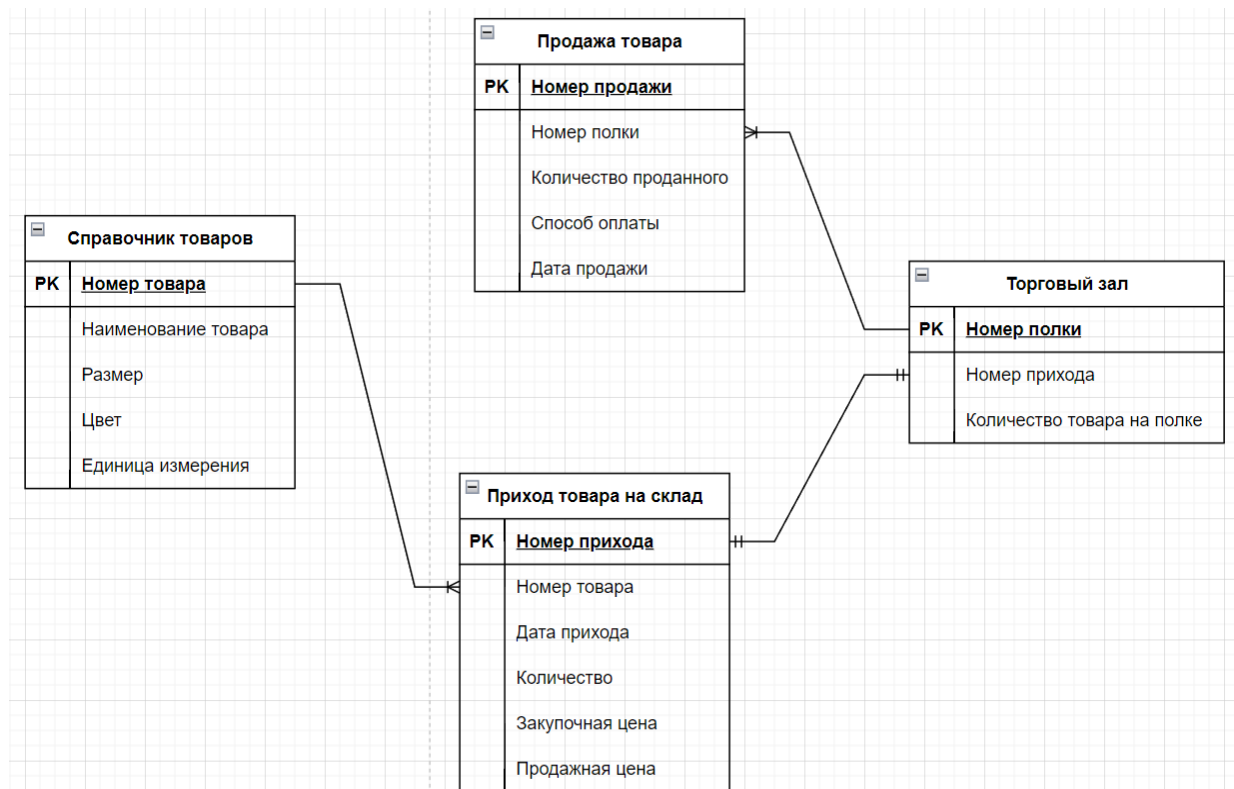 Продажа товара
PK Номер продажи
Номер полки
Количество проданного
Способ оплаты
Дата продажи
Справочник товаров
PK Номер товара
Наименование товара
Размер
Цвет
Единица измерения
Торговый зал
PK Номер полки
Номер прихода
Количество товара на полке
Приход товара на склад
PK Номер прихода
Номер товара
Дата прихода
Количество
Закупочная цена
Продажная цена